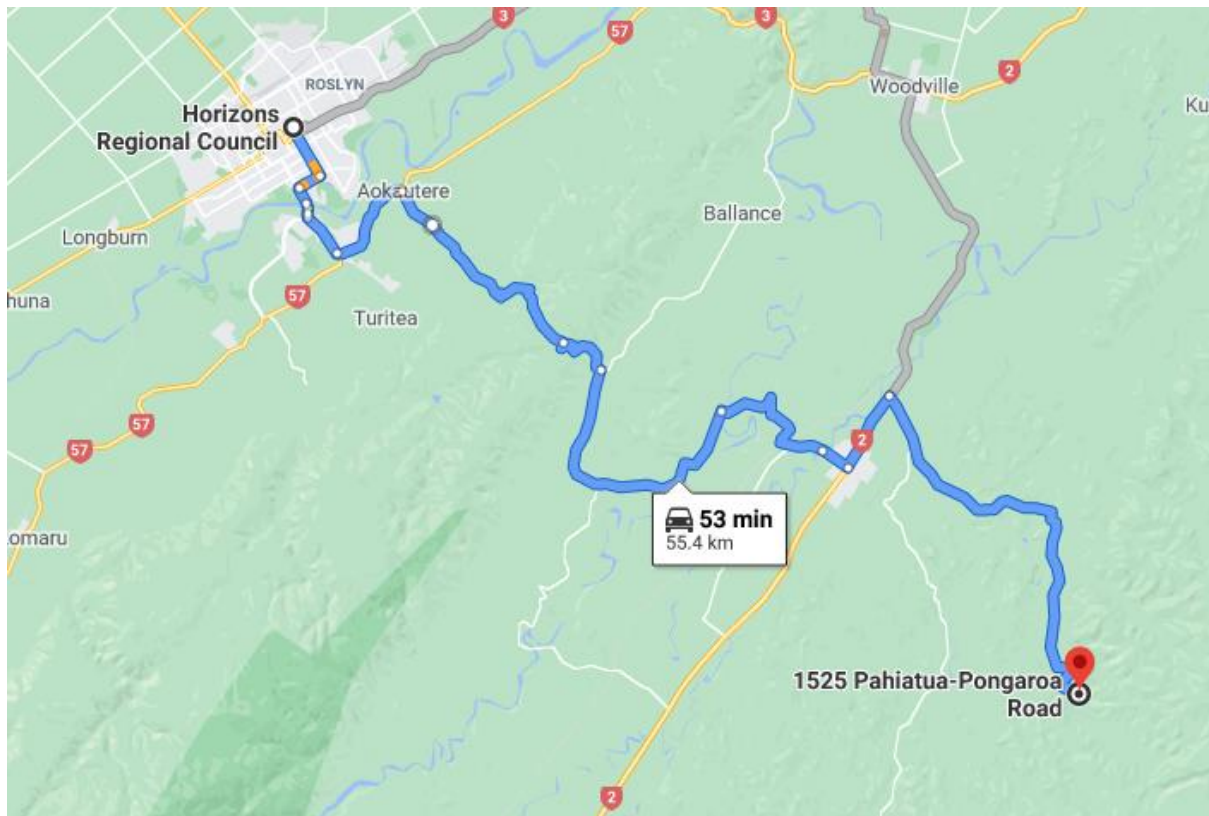 3
57
3
ROSLYN
2
Woodville
Horizons
Regional Council
Ku
Aokautere
Ballance
Longburn
57
huna
Turitea
57
2
57
53 min
55.4 km
omaru
1525 Pahiatua-Pongaroa
Road
2